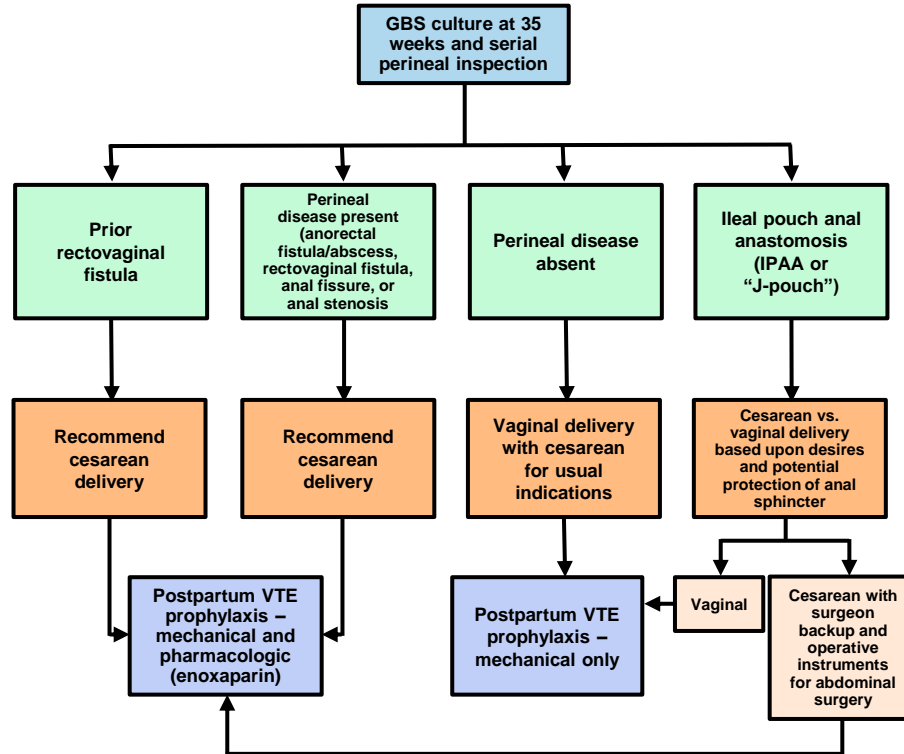 GBS culture at 35
weeks and serial
perineal inspection
Prior
rectovaginal
fistula
Perineal
disease present
(anorectal
fistula/abscess,
rectovaginal fistula,
anal fissure, or
anal stenosis
Perineal disease
absent
Ileal pouch anal
anastomosis
(IPAA or
“J-pouch”)
Recommend
cesarean
delivery
Recommend
cesarean
delivery
Vaginal delivery
with cesarean
for usual
indications
Cesarean vs.
vaginal delivery
based upon desires
and potential
protection of anal
sphincter
Postpartum VTE
prophylaxis –
mechanical and
pharmacologic
(enoxaparin)
Postpartum VTE
prophylaxis –
mechanical only
Vaginal
Cesarean with
surgeon
backup and
operative
instruments
for abdominal
surgery